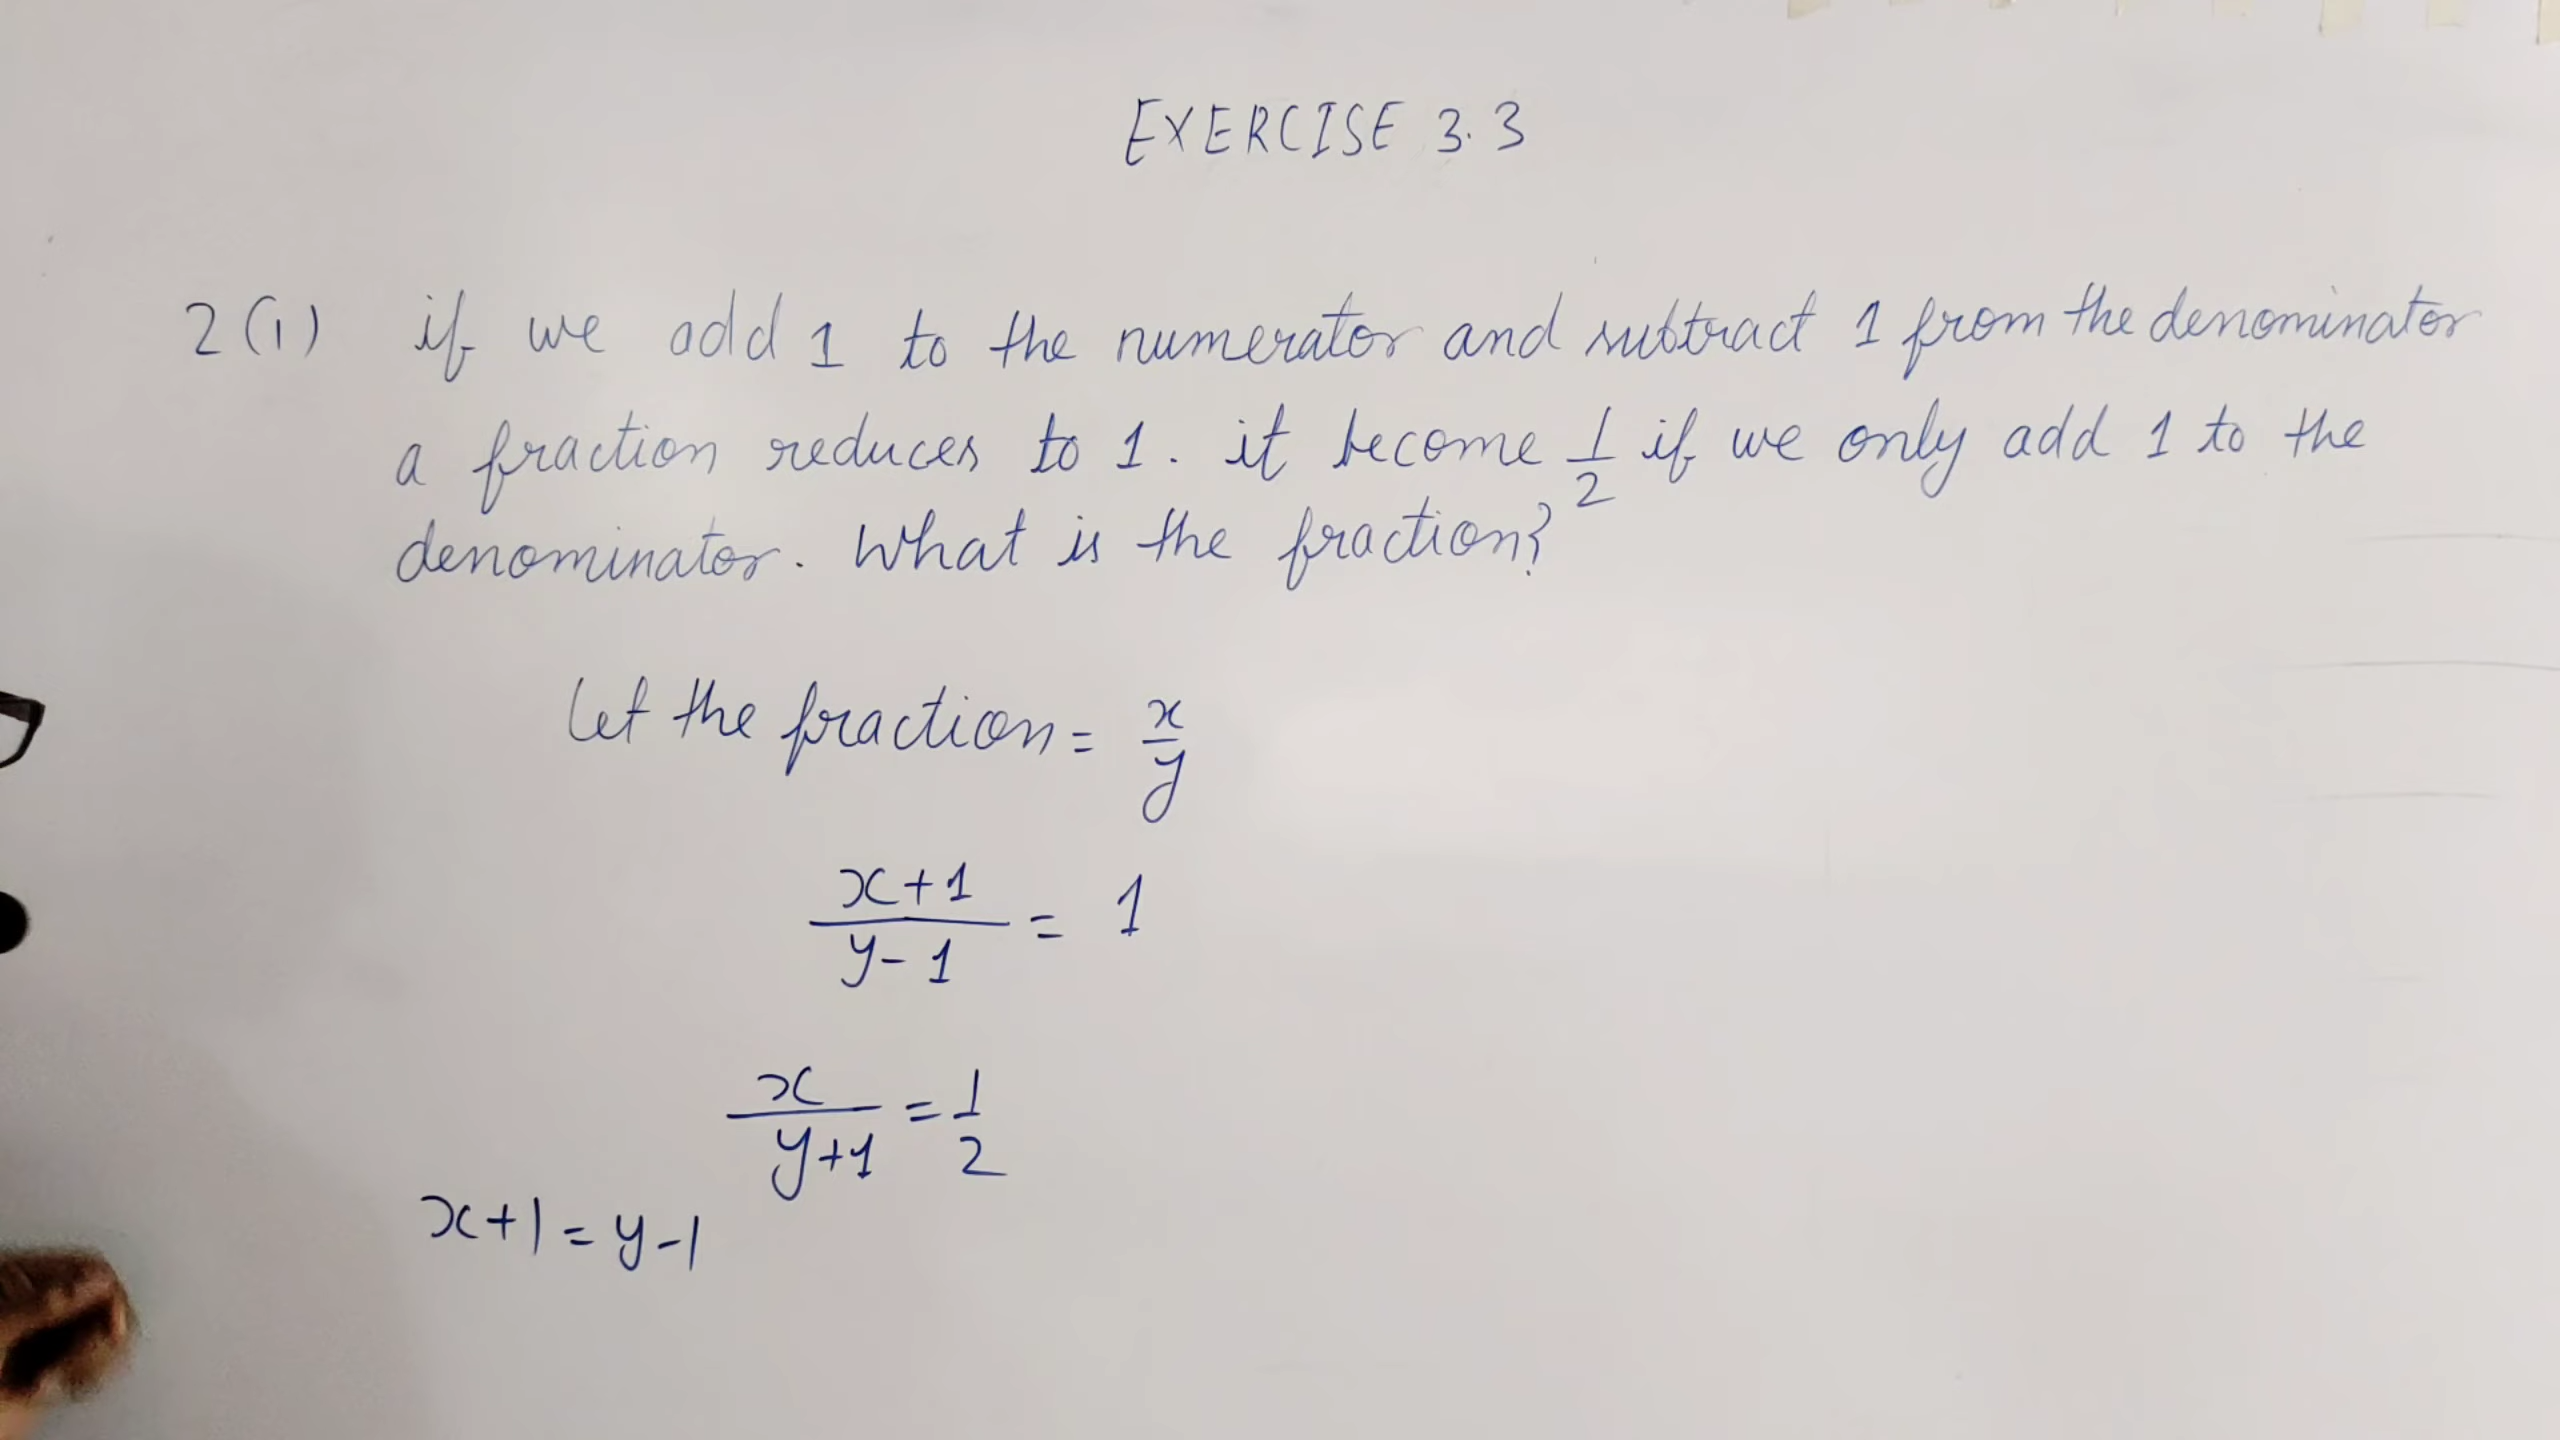 EXERCISE 3.3
2(i) if we add 1 to the numerator and subtract 1 from the denominator
a fraction reduces to 1. it become 1/2 if we only add 1 to the
denominator. What is the fraction?
Let the fraction = x/y
(x+1)/(y-1) = 1
x/(y+1) = 1/2
x+1 = y-1